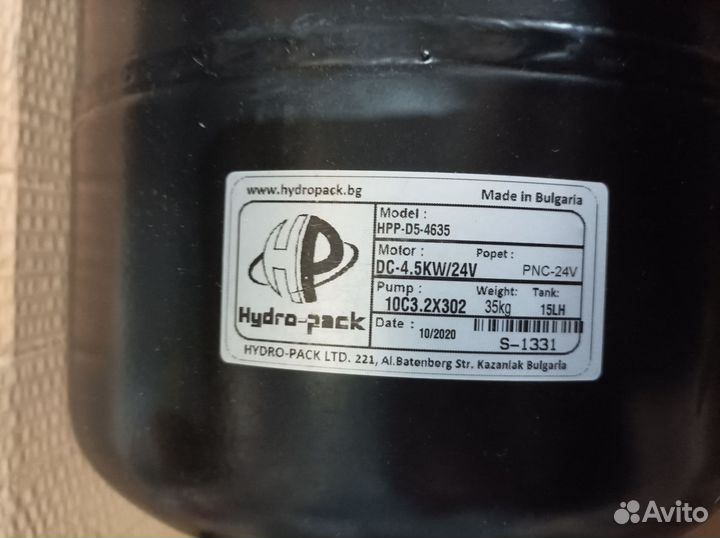 www.hydropack.bg
Made in Bulgaria
HP
Hydro-pack
Model :
HPP-D5-4635
Motor : Popet :
DC-4.5KW/24V PNC-24V
Pump : Weight: Tank:
10C3.2X302 35kg 15LH
Date : 10/2020
S-1331
HYDRO-PACK LTD. 221, Al.Batenberg Str. Kazanlak Bulgaria
Avito